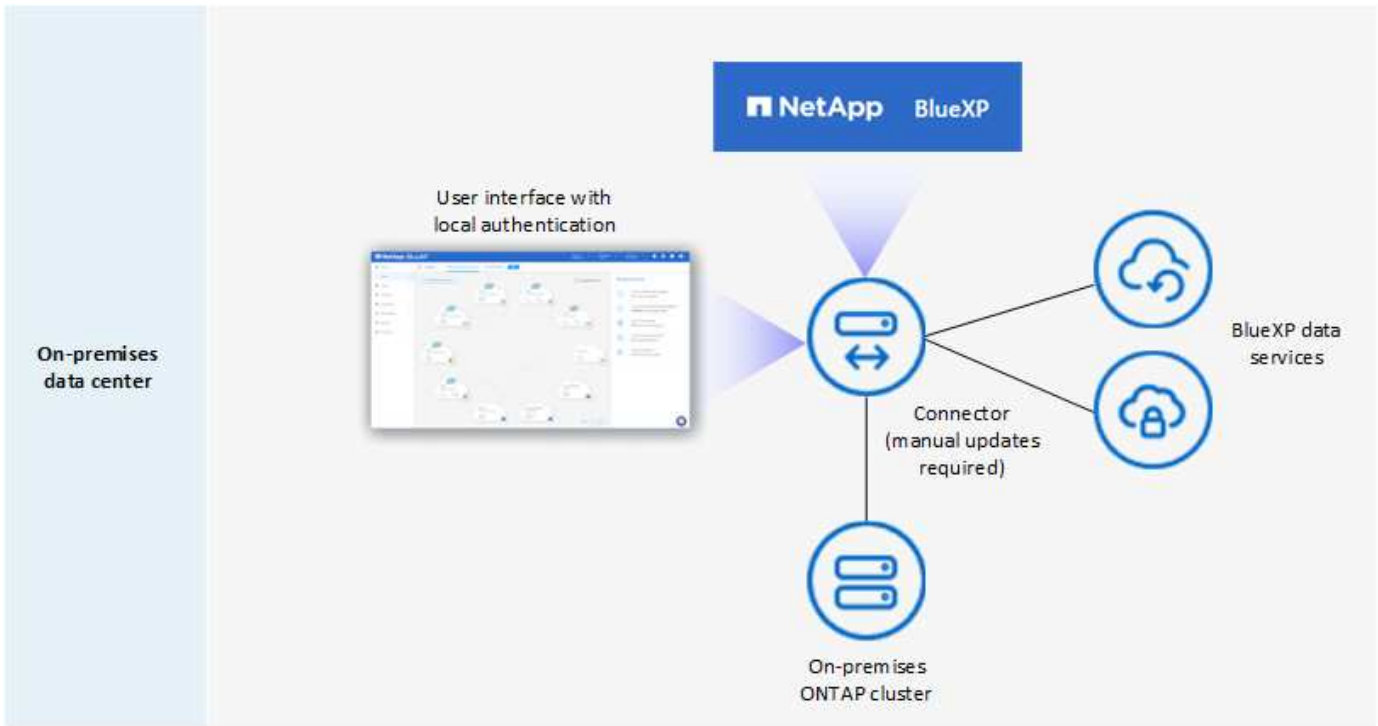 NetApp BlueXP
User interface with
local authentication
On-premises
data center
BlueXP data
services
Connector
(manual updates
required)
On-premises
ONTAP cluster